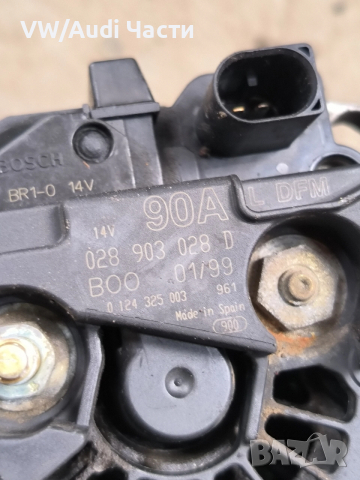 VW/Audi Части
BOSCH
BR1-0 14V
L DFM
14V 90A
028 903 028 D
BOO 01/99
0 124 325 003 961
Made in Spain
900
BAZAR